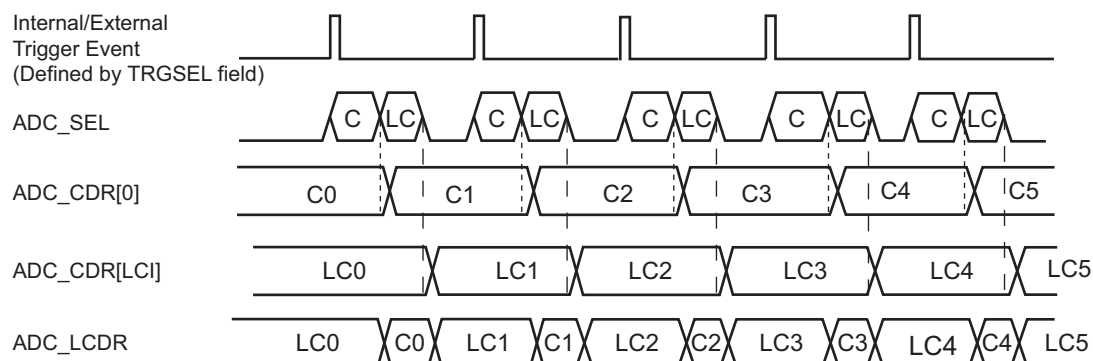 Internal/External
Trigger Event
(Defined by TRGSEL field)
ADC_SEL C LC C LC C LC C LC C LC
ADC_CDR[0] C0 C1 C2 C3 C4 C5
ADC_CDR[LCI] LC0 LC1 LC2 LC3 LC4 LC5
ADC_LCDR LC0 C0 LC1 C1 LC2 C2 LC3 C3 LC4 C4 LC5